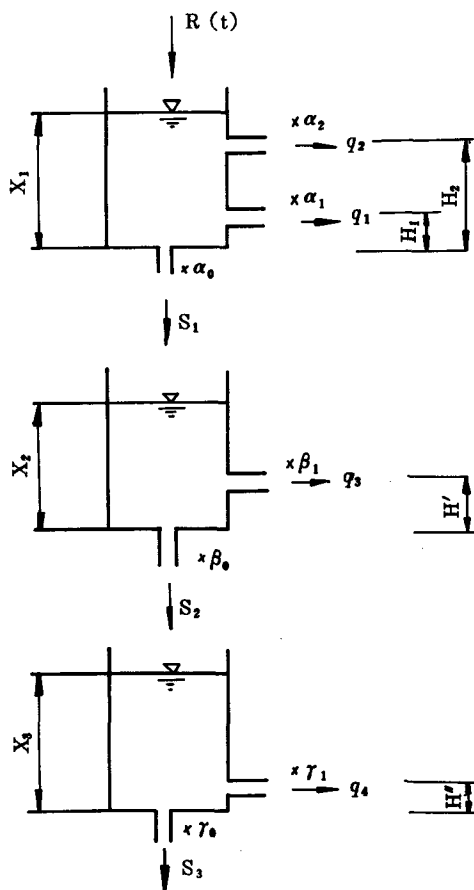 R (t)
×α₂
q₂
X₁
H₂
×α₁
q₁
H₁
×α₀
S₁
X₂
×β₁
q₃
H′
×β₀
S₂
X₃
×γ₁
q₄
H″
×γ₀
S₃